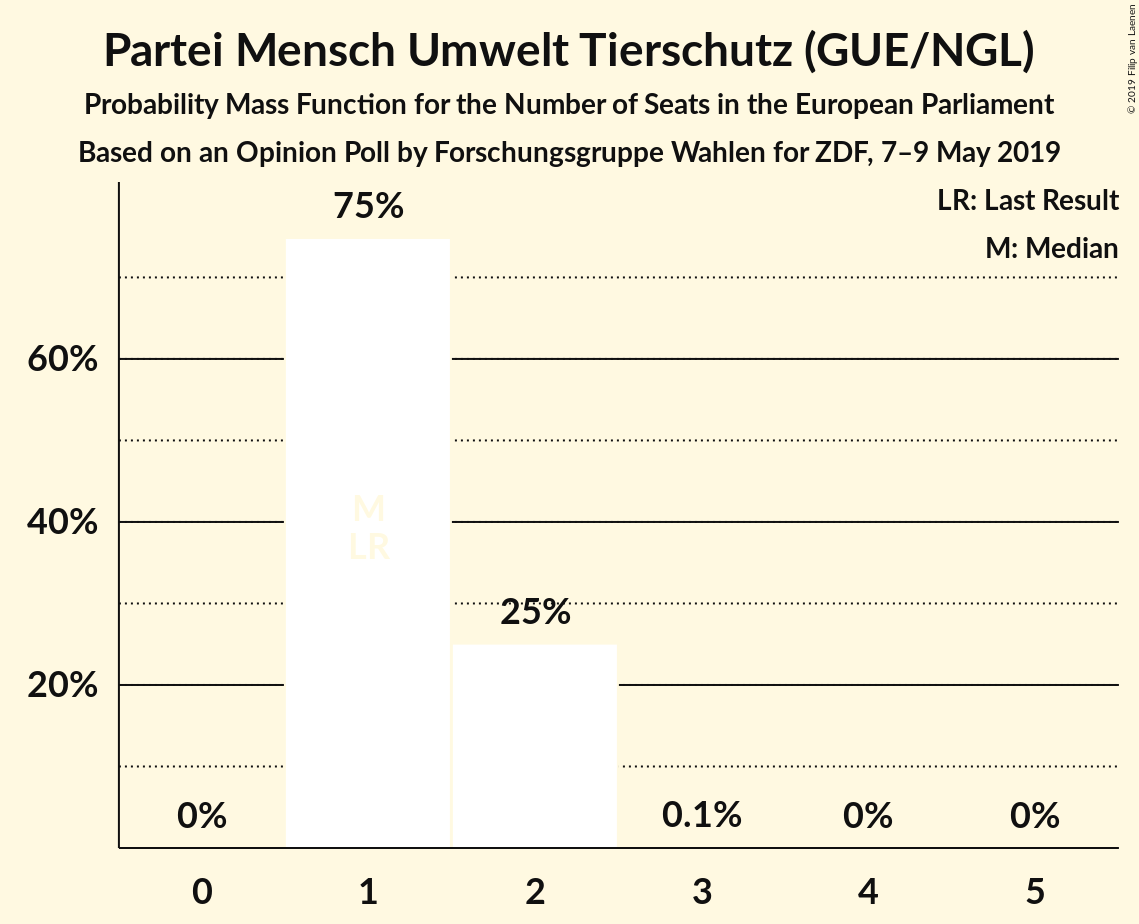 Partei Mensch Umwelt Tierschutz (GUE/NGL)
Probability Mass Function for the Number of Seats in the European Parliament
Based on an Opinion Poll by Forschungsgruppe Wahlen for ZDF, 7–9 May 2019
© 2019 Filip van Laenen
LR: Last Result
M: Median
75%
60%
40%
20%
M
LR
25%
0%
0.1%
0%
0%
0 1 2 3 4 5